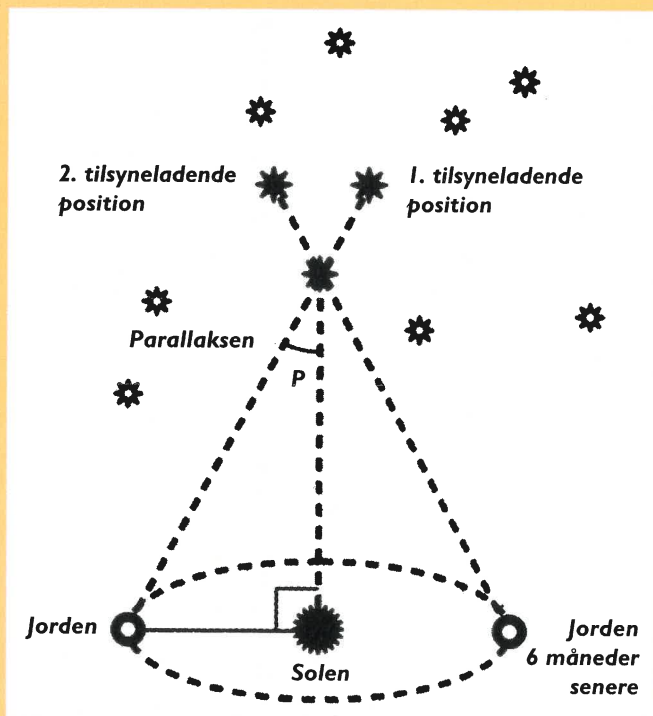 2. tilsyneladende
position
1. tilsyneladende
position
Parallaksen
P
Jorden
Solen
Jorden
6 måneder
senere